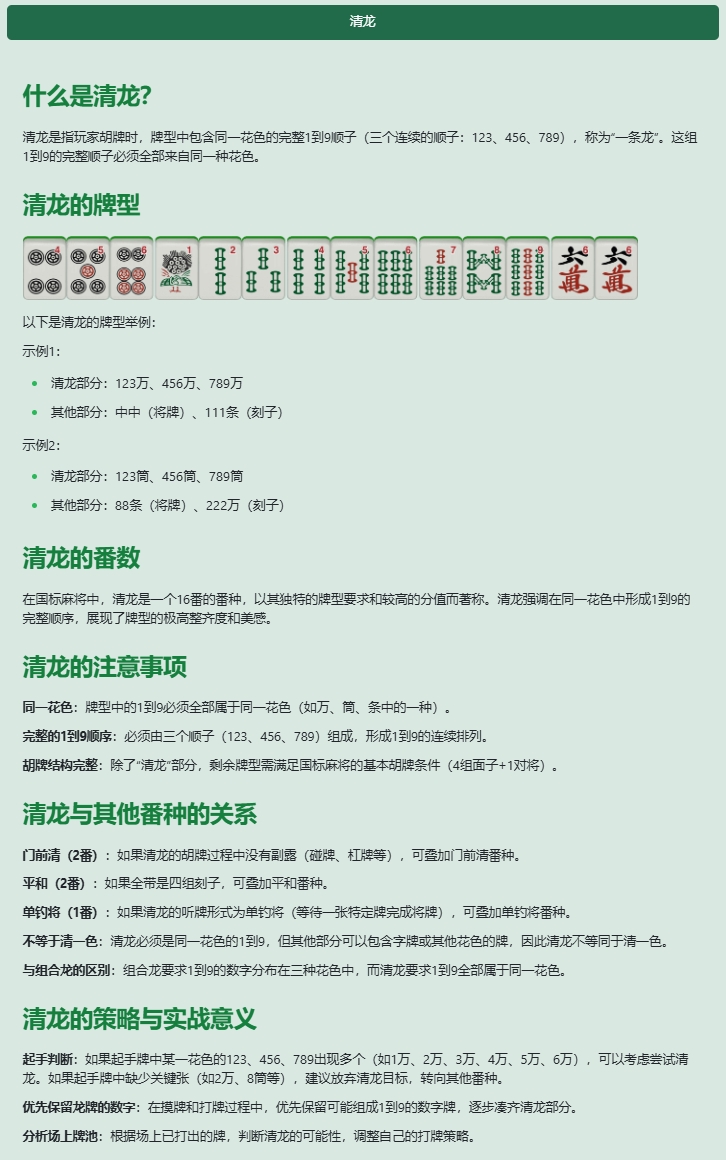 清龙
什么是清龙?
清龙是指玩家胡牌时，牌型中包含同一花色的完整1到9顺子（三个连续的顺子：123、456、789），称为“一条龙”。这组
1到9的完整顺子必须全部来自同一种花色。
清龙的牌型
4 5 6 1 2 3 4 5 6 7 8 9 6 6
六萬 六萬
以下是清龙的牌型举例：
示例1：
清龙部分：123万、456万、789万
其他部分：中中（将牌）、111条（刻子）
示例2：
清龙部分：123筒、456筒、789筒
其他部分：88条（将牌）、222万（刻子）
清龙的番数
在国标麻将中，清龙是一个16番的番种，以其独特的牌型要求和较高的分值而著称。清龙强调在同一花色中形成1到9的
完整顺序，展现了牌型的极高整齐度和美感。
清龙的注意事项
同一花色：牌型中的1到9必须全部属于同一花色（如万、筒、条中的一种）。
完整的1到9顺序：必须由三个顺子（123、456、789）组成，形成1到9的连续排列。
胡牌结构完整：除了“清龙”部分，剩余牌型需满足国标麻将的基本胡牌条件（4组面子+1对将）。
清龙与其他番种的关系
门前清（2番）：如果清龙的胡牌过程中没有副露（碰牌、杠牌等），可叠加门前清番种。
平和（2番）：如果全带是四组刻子，可叠加平和番种。
单钓将（1番）：如果清龙的听牌形式为单钓将（等待一张特定牌完成将牌），可叠加单钓将番种。
不等于清一色：清龙必须是同一花色的1到9，但其他部分可以包含字牌或其他花色的牌，因此清龙不等同于清一色。
与组合龙的区别：组合龙要求1到9的数字分布在三种花色中，而清龙要求1到9全部属于同一花色。
清龙的策略与实战意义
起手判断：如果起手牌中某一花色的123、456、789出现多个（如1万、2万、3万、4万、5万、6万），可以考虑尝试清
龙。如果起手牌中缺少关键张（如2万、8筒等），建议放弃清龙目标，转向其他番种。
优先保留龙牌的数字：在摸牌和打牌过程中，优先保留可能组成1到9的数字牌，逐步凑齐清龙部分。
分析场上牌池：根据场上已打出的牌，判断清龙的可能性，调整自己的打牌策略。